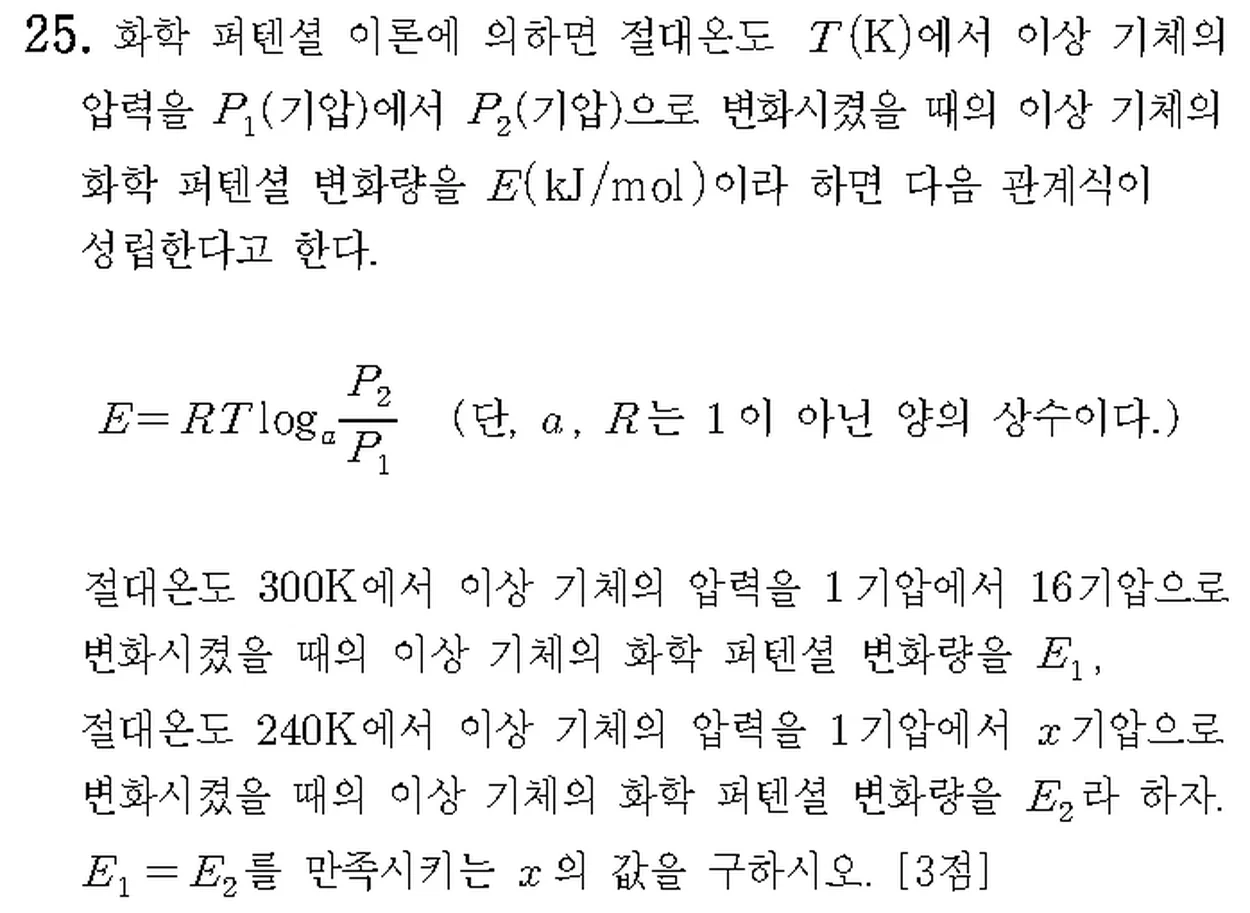 25. 화학 퍼텐셜 이론에 의하면 절대온도 T(K)에서 이상 기체의
압력을 P₁(기압)에서 P₂(기압)으로 변화시켰을 때의 이상 기체의
화학 퍼텐셜 변화량을 E(kJ/mol)이라 하면 다음 관계식이
성립한다고 한다.
E=RTlogₐ P₂/P₁ (단, a, R는 1이 아닌 양의 상수이다.)
절대온도 300K에서 이상 기체의 압력을 1기압에서 16기압으로
변화시켰을 때의 이상 기체의 화학 퍼텐셜 변화량을 E₁,
절대온도 240K에서 이상 기체의 압력을 1기압에서 x기압으로
변화시켰을 때의 이상 기체의 화학 퍼텐셜 변화량을 E₂라 하자.
E₁=E₂를 만족시키는 x의 값을 구하시오. [3점]